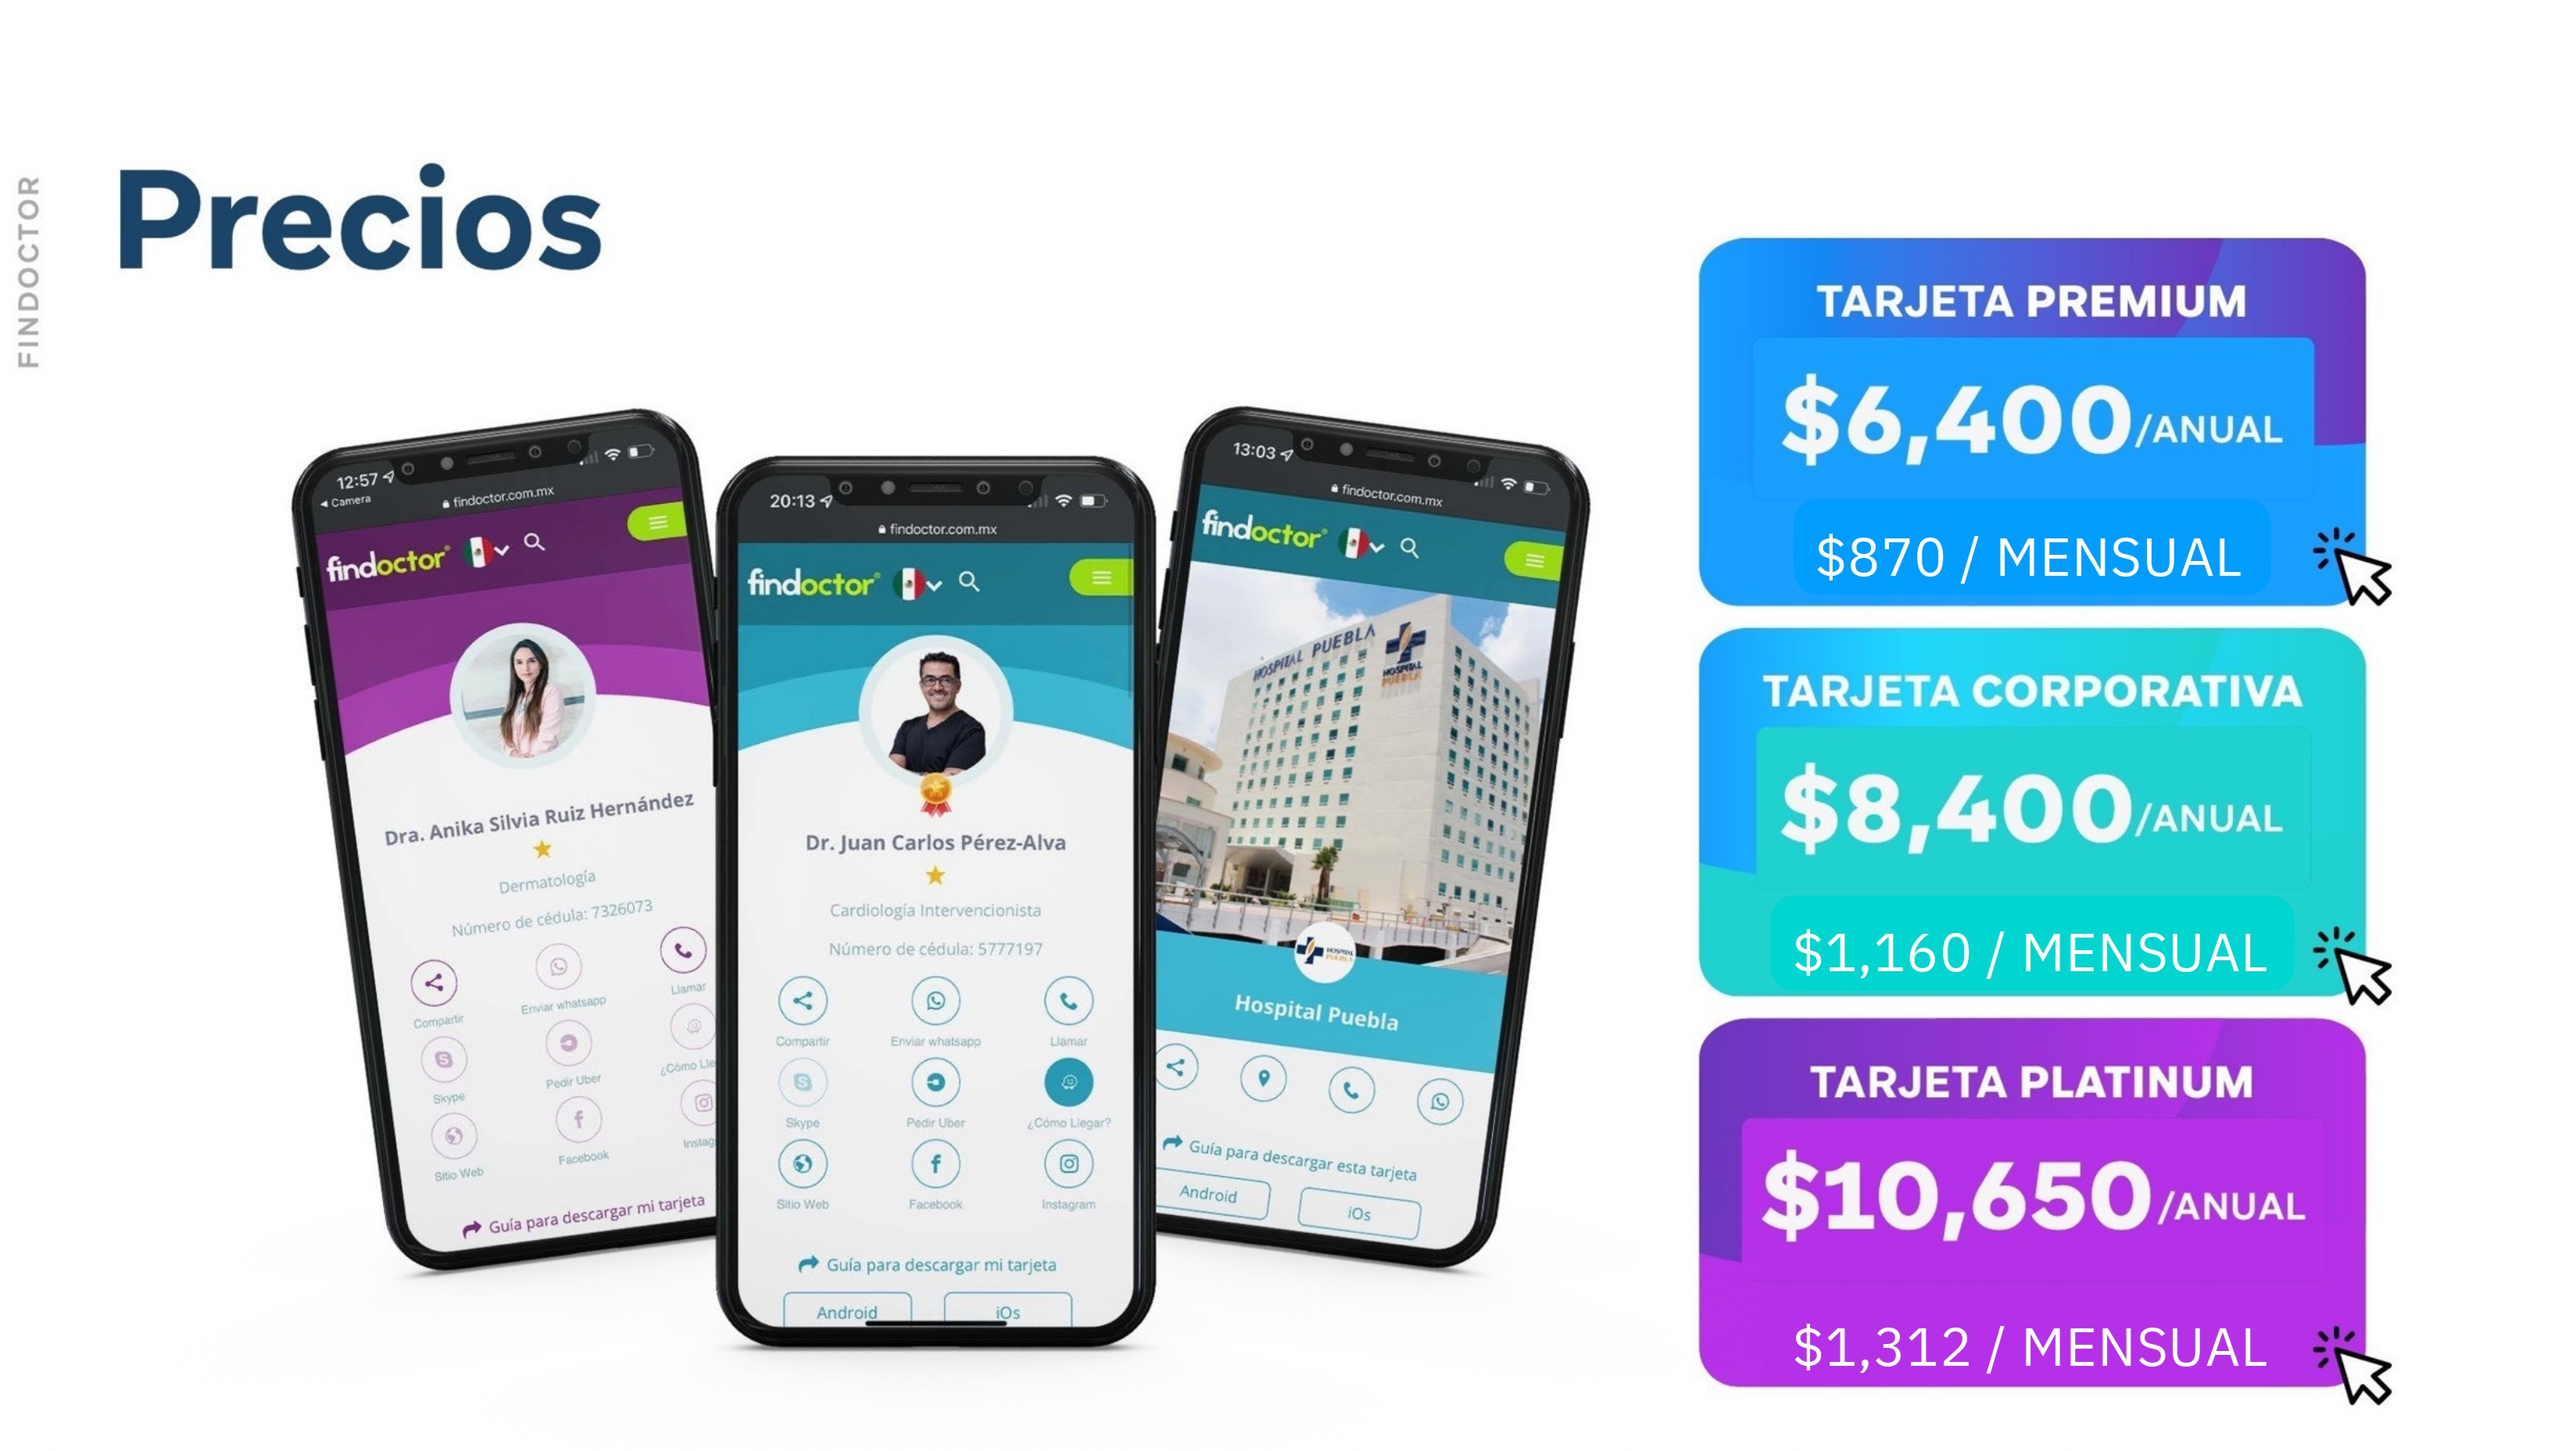 FINDOCTOR
Precios
12:57
Camera
findoctor.com.mx
findoctor®
Dra. Anika Silvia Ruiz Hernández
Dermatología
Número de cédula: 7326073
Compartir
Enviar whatsapp
Llamar
Skype
Pedir Uber
¿Cómo Lle
Sitio Web
Facebook
Instag
Guía para descargar mi tarjeta
20:13
findoctor.com.mx
findoctor®
Dr. Juan Carlos Pérez-Alva
Cardiología Intervencionista
Número de cédula: 5777197
Compartir
Enviar whatsapp
Llamar
Skype
Pedir Uber
¿Cómo Llegar?
Sitio Web
Facebook
Instagram
Guía para descargar mi tarjeta
Android
iOs
13:03
findoctor.com.mx
findoctor®
HOSPITAL PUEBLA
HOSPITAL
PUEBLA
HOSPITAL
PUEBLA
Hospital Puebla
Guía para descargar esta tarjeta
Android
iOs
TARJETA PREMIUM
$6,400/ANUAL
$870 / MENSUAL
TARJETA CORPORATIVA
$8,400/ANUAL
$1,160 / MENSUAL
TARJETA PLATINUM
$10,650/ANUAL
$1,312 / MENSUAL